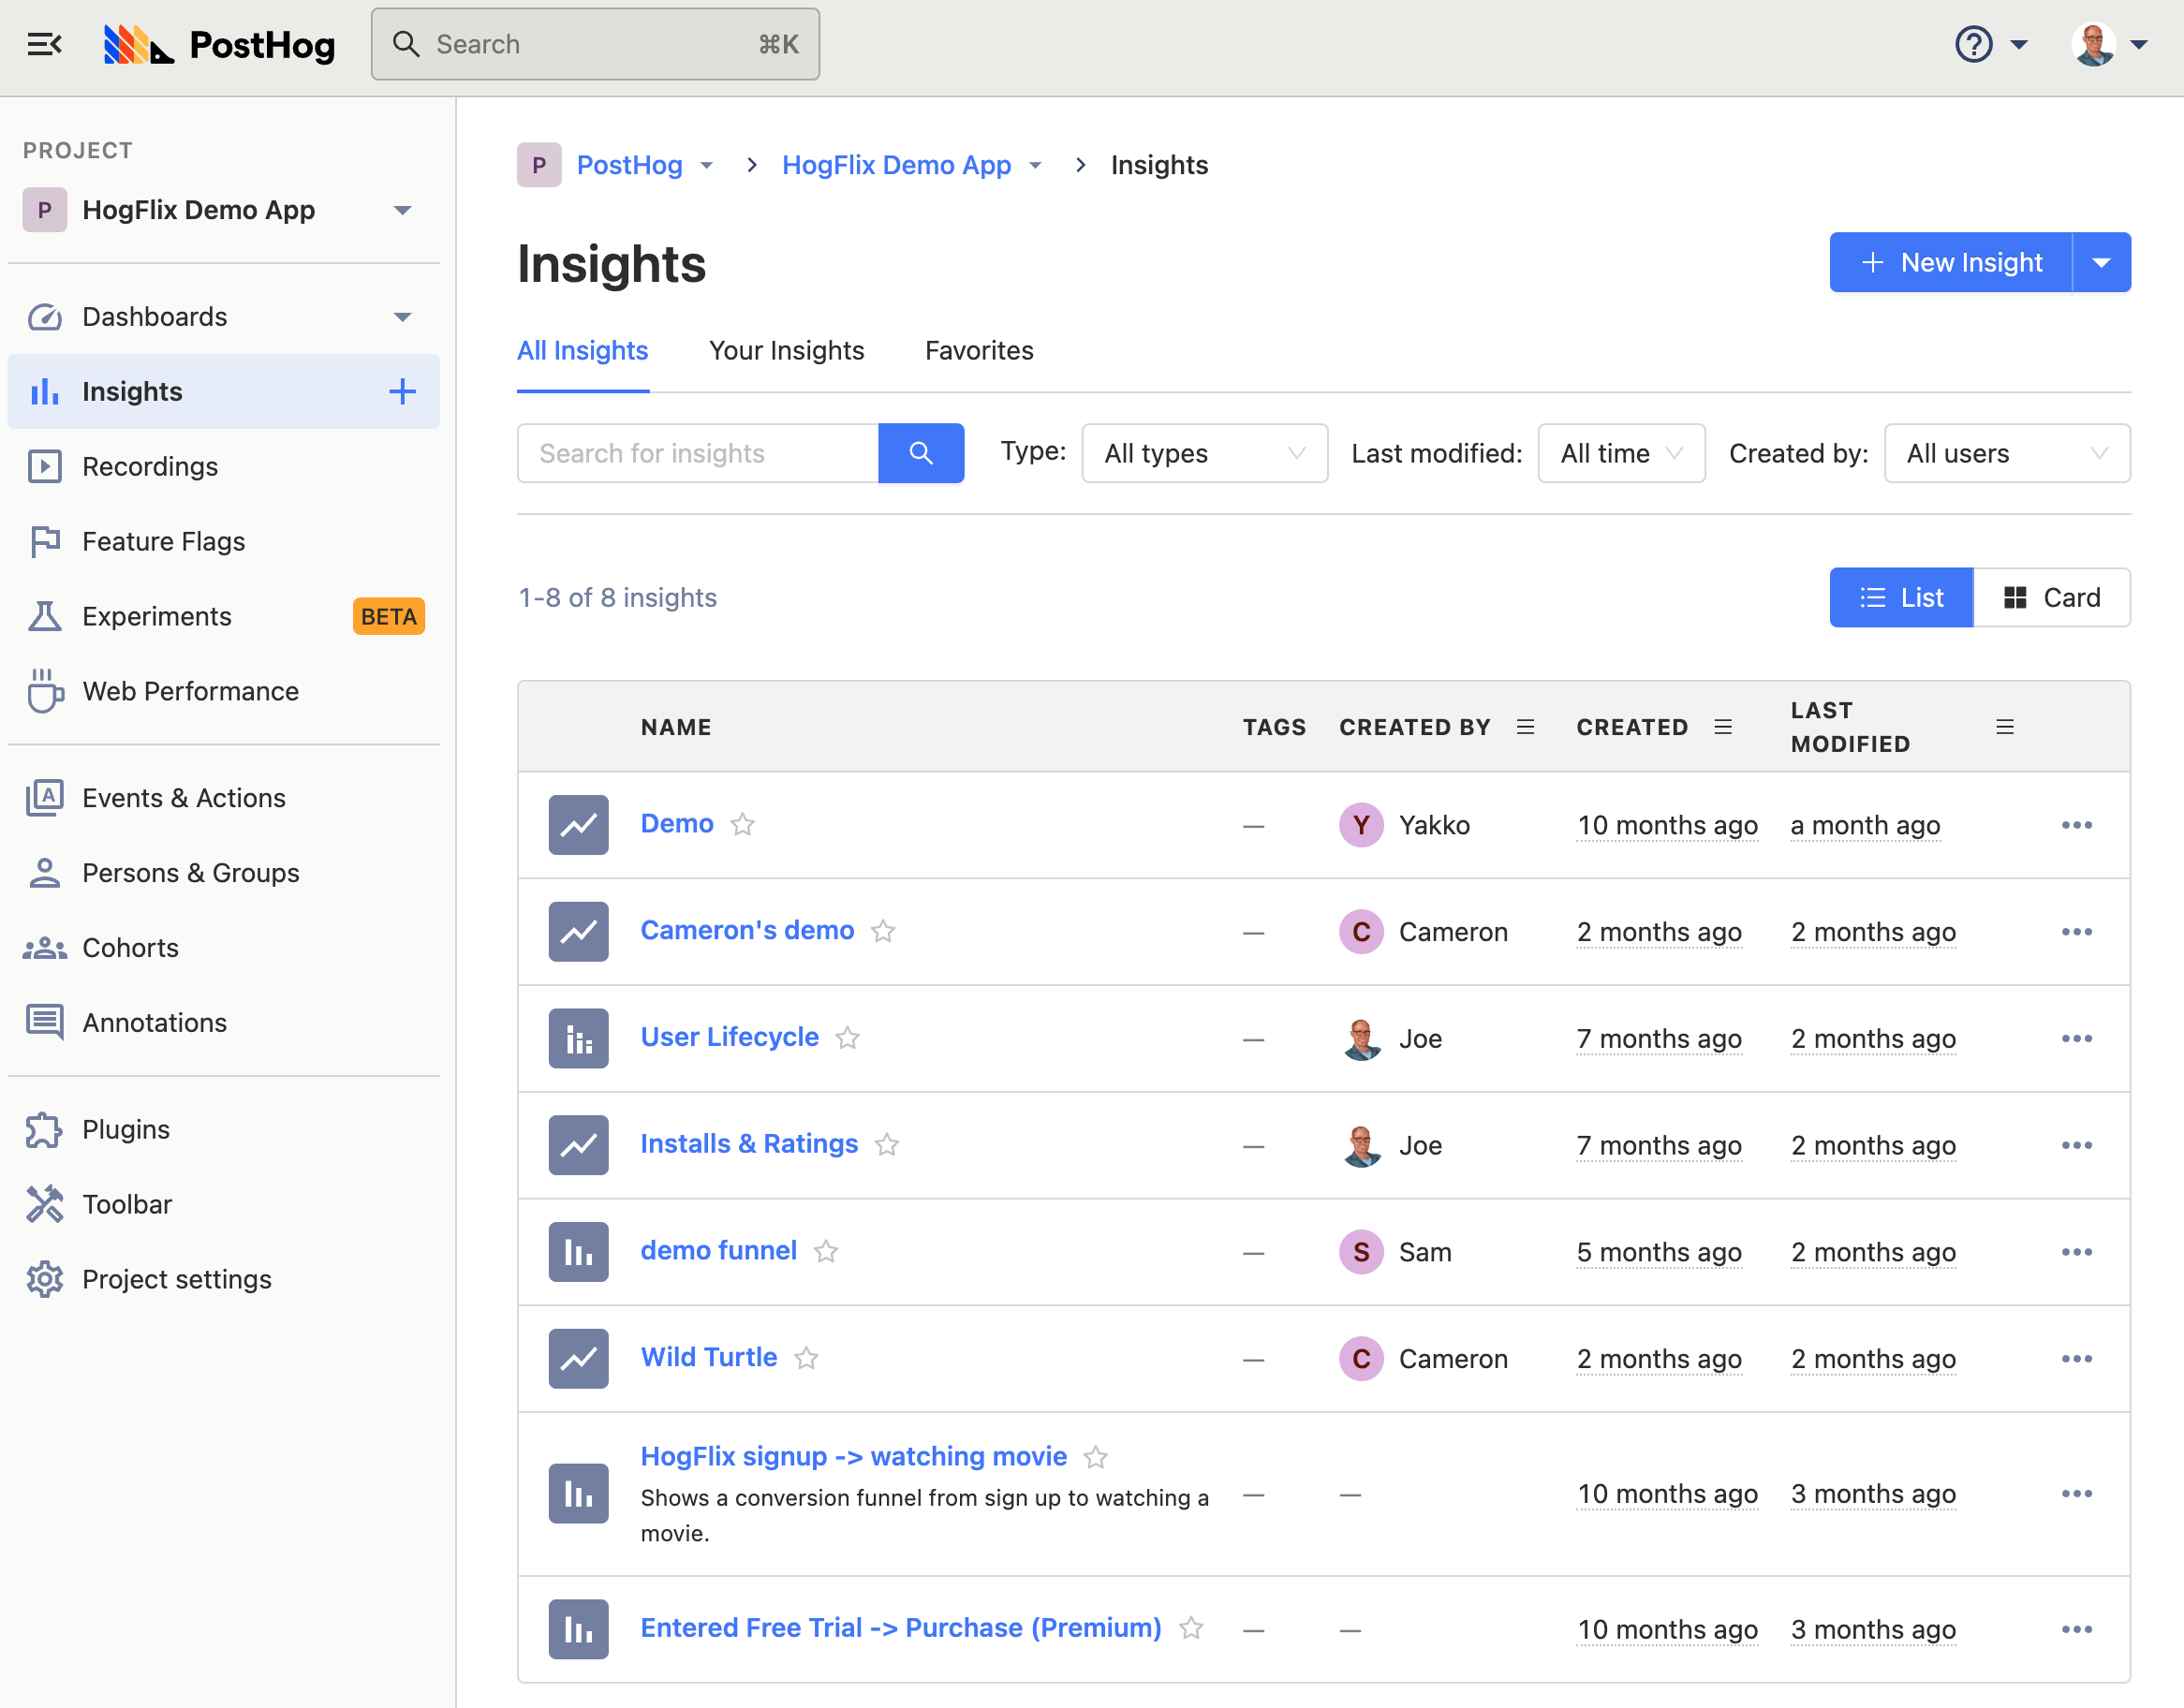 PostHog
Search ⌘K
PROJECT
P HogFlix Demo App
Dashboards
Insights
Recordings
Feature Flags
Experiments BETA
Web Performance
Events & Actions
Persons & Groups
Cohorts
Annotations
Plugins
Toolbar
Project settings
P PostHog > HogFlix Demo App > Insights
Insights
+ New Insight
All Insights Your Insights Favorites
Search for insights Type: All types Last modified: All time Created by: All users
1-8 of 8 insights
List Card
NAME TAGS CREATED BY CREATED LAST
MODIFIED
Demo — Y Yakko 10 months ago a month ago
Cameron's demo — C Cameron 2 months ago 2 months ago
User Lifecycle — Joe 7 months ago 2 months ago
Installs & Ratings — Joe 7 months ago 2 months ago
demo funnel — S Sam 5 months ago 2 months ago
Wild Turtle — C Cameron 2 months ago 2 months ago
HogFlix signup -> watching movie
Shows a conversion funnel from sign up to watching a — — 10 months ago 3 months ago
movie.
Entered Free Trial -> Purchase (Premium) — — 10 months ago 3 months ago